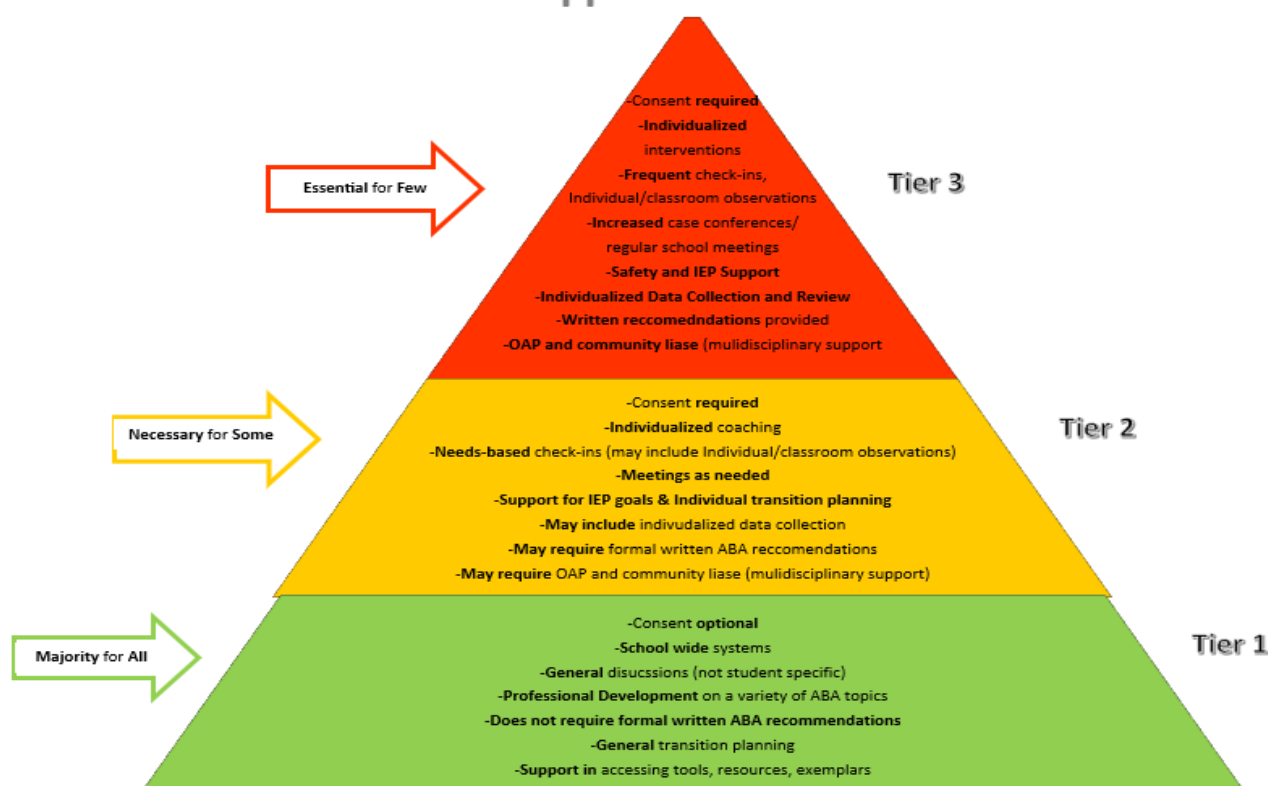 -Consent required
-Individualized
interventions
-Frequent check-ins,
Individual/classroom observations
-Increased case conferences/
regular school meetings
-Safety and IEP Support
-Individualized Data Collection and Review
-Written reccomedndations provided
-OAP and community liase (mulidisciplinary support
Essential for Few
Tier 3
-Consent required
-Individualized coaching
-Needs-based check-ins (may include Individual/classroom observations)
-Meetings as needed
-Support for IEP goals & Individual transition planning
-May include indivudalized data collection
-May require formal written ABA reccomendations
-May require OAP and community liase (mulidisciplinary support)
Necessary for Some
Tier 2
-Consent optional
-School wide systems
-General disucssions (not student specific)
-Professional Development on a variety of ABA topics
-Does not require formal written ABA recommendations
-General transition planning
-Support in accessing tools, resources, exemplars
Majority for All
Tier 1